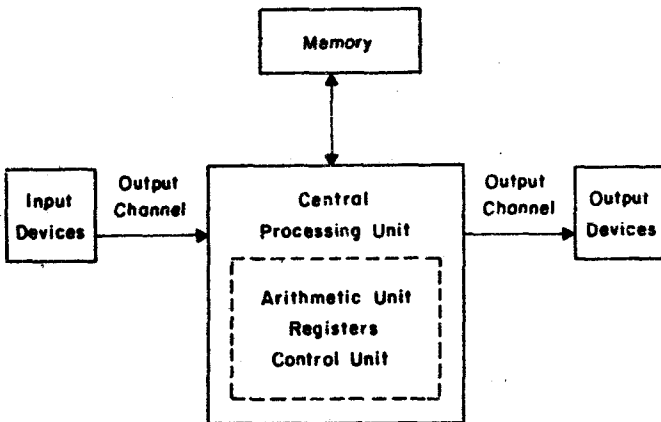 Memory
Input
Devices
Output
Channel
Central
Processing Unit
Arithmetic Unit
Registers
Control Unit
Output
Channel
Output
Devices